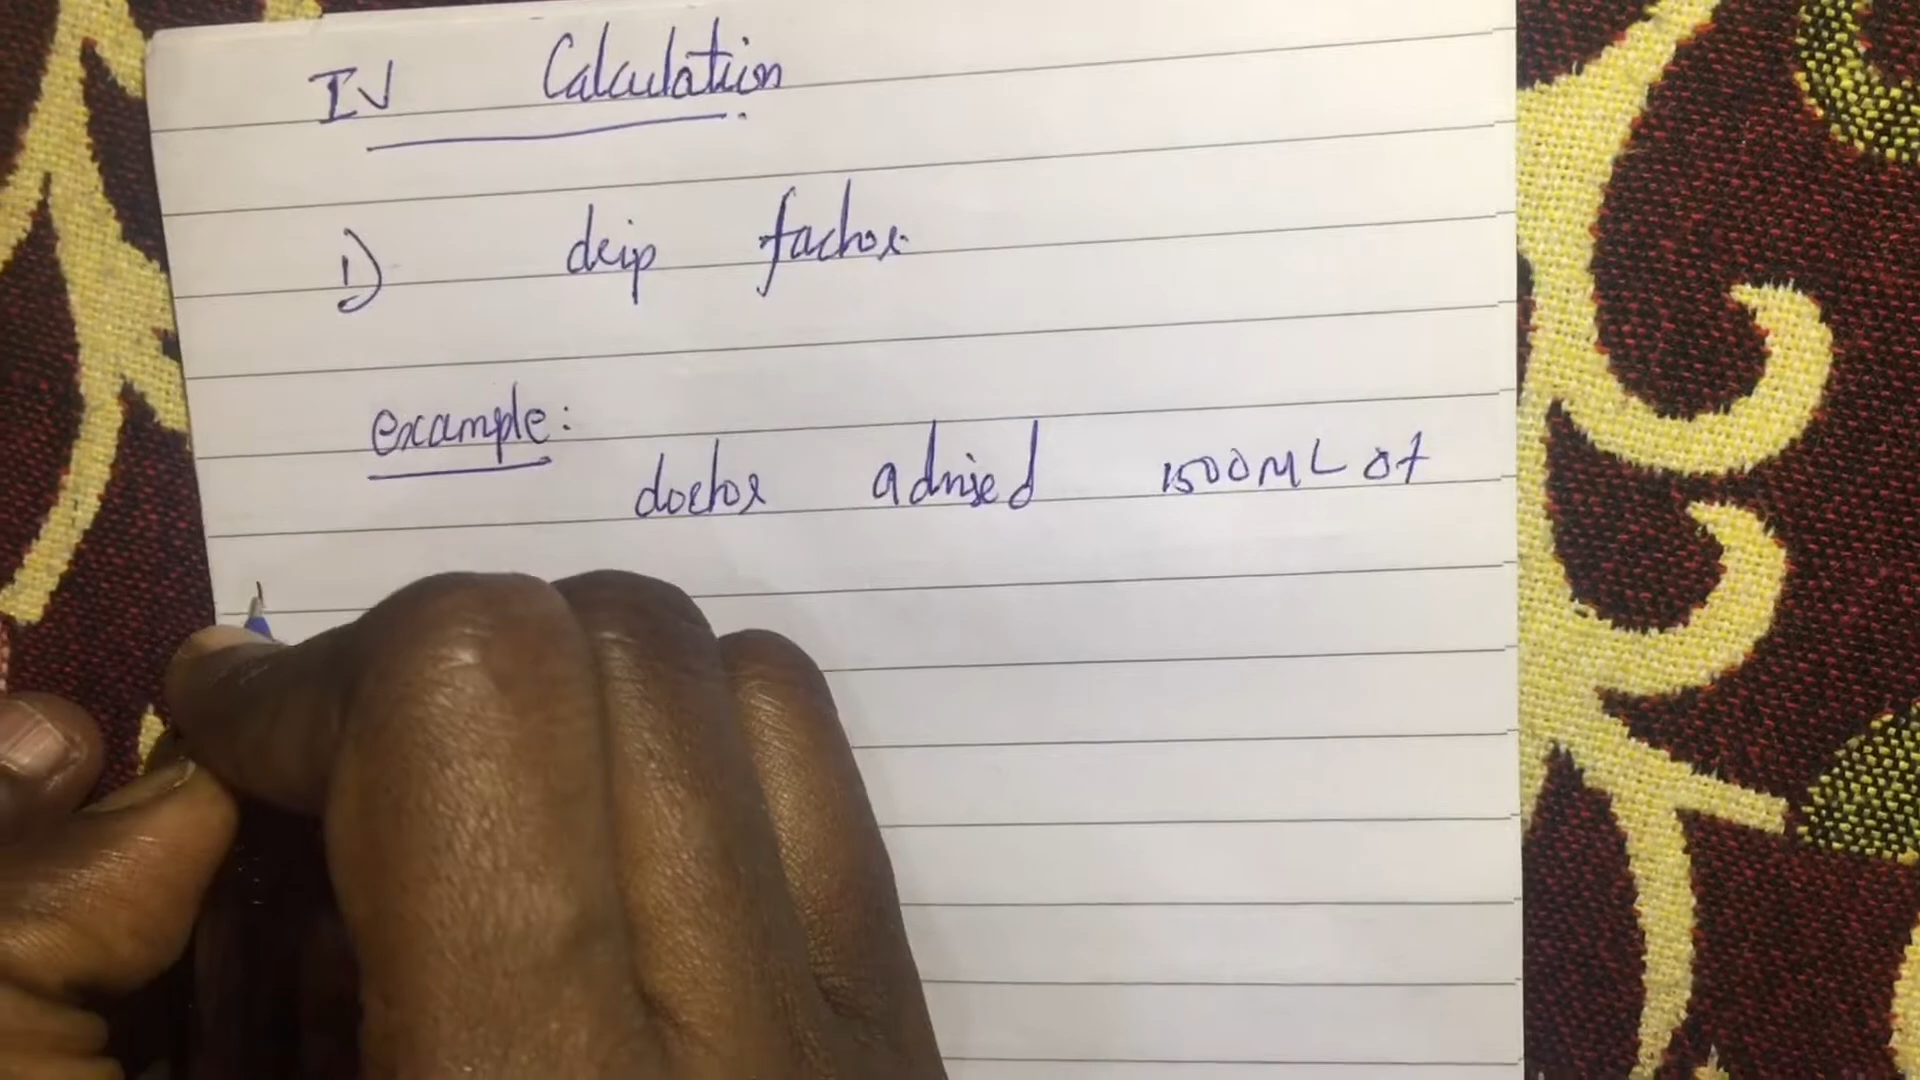 IV Calculation
1) drip factor
example:
doctor advised 1500ML of